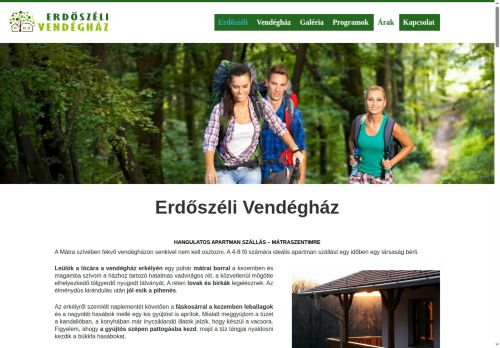 ERDŐSZÉLI
VENDÉGHÁZ
Erdőszéli Vendégház Galéria Programok Árak Kapcsolat
Erdőszéli Vendégház
HANGULATOS APARTMAN SZÁLLÁS – MÁTRASZENTIMRE
A Mátra szívében fekvő vendégházon senkivel nem kell osztozni. A 4-8 fő számára ideális apartman szállást egy időben egy társaság bérli.
Leülök a lócára a vendégház erkélyén egy pohár mátrai borral a kezemben és
magamba szívom a házhoz tartozó hatalmas vadvirágos rét, a közvetlenül mögötte
elhelyezkedő tölgyerdő nyugodt látványát. A réten lovak és birkák legelésznek. Az
élménydús kirándulás után jól esik a pihenés.
Az erkélyről szemlélt naplementét követően a fáskosárral a kezemben leballagok
és a nagyobb hasábok mellé egy kis gyújtóst is aprítok. Mialatt meggyújtom a tüzet
a kandallóban, a konyhában már ínycsiklandó illatok jelzik, hogy készül a vacsora.
Figyelem, ahogy a gyújtós szépen pattogásba kezd, majd a tűz lángja nyaldosni
kezdik a bükkfa hasábokat.